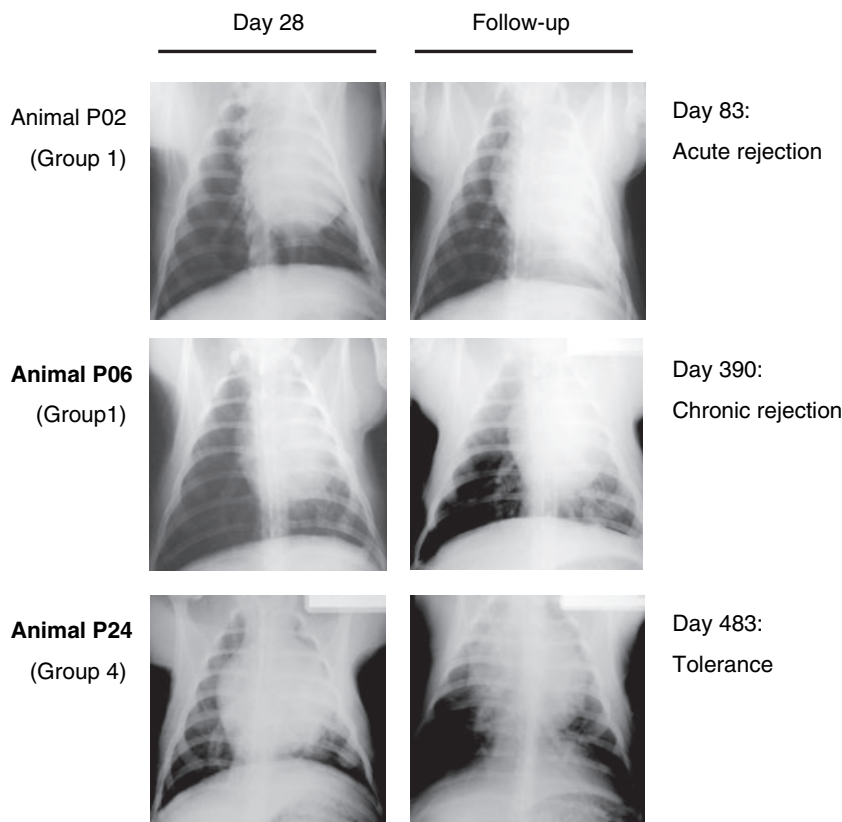 Day 28
Follow-up
Animal P02
(Group 1)
Day 83:
Acute rejection
Animal P06
(Group1)
Day 390:
Chronic rejection
Animal P24
(Group 4)
Day 483:
Tolerance